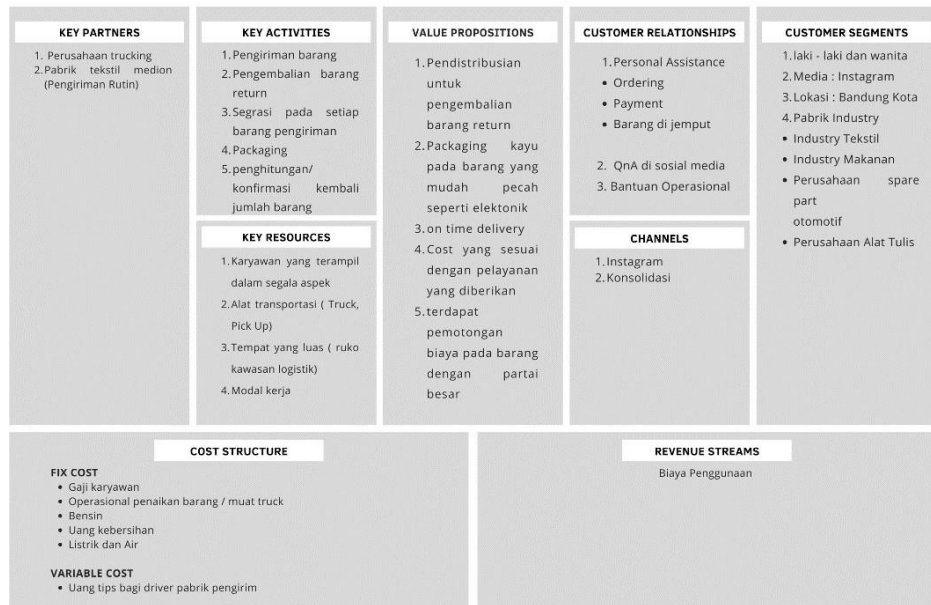 KEY PARTNERS
1. Perusahaan trucking
2. Pabrik tekstil medion
(Pengiriman Rutin)
KEY ACTIVITIES
1. Pengiriman barang
2. Pengembalian barang
return
3. Segrasi pada setiap
barang pengiriman
4. Packaging
5. penghitungan/
konfirmasi kembali
jumlah barang
KEY RESOURCES
1. Karyawan yang terampil
dalam segala aspek
2. Alat transportasi ( Truck,
Pick Up)
3. Tempat yang luas ( ruko
kawasan logistik)
4. Modal kerja
VALUE PROPOSITIONS
1. Pendistribusian
untuk
pengembalian
barang return
2. Packaging kayu
pada barang yang
mudah pecah
seperti elektonik
3. on time delivery
4. Cost yang sesuai
dengan pelayanan
yang diberikan
5. terdapat
pemotongan
biaya pada barang
dengan partai
besar
CUSTOMER RELATIONSHIPS
1. Personal Assistance
• Ordering
• Payment
• Barang di jemput
2. QnA di sosial media
3. Bantuan Operasional
CHANNELS
1. Instagram
2. Konsolidasi
CUSTOMER SEGMENTS
1. laki - laki dan wanita
2. Media : Instagram
3. Lokasi : Bandung Kota
4. Pabrik Industry
• Industry Tekstil
• Industry Makanan
• Perusahaan spare
part
otomotif
• Perusahaan Alat Tulis
COST STRUCTURE
FIX COST
• Gaji karyawan
• Operasional penaikan barang / muat truck
• Bensin
• Uang kebersihan
• Listrik dan Air
VARIABLE COST
• Uang tips bagi driver pabrik pengirim
REVENUE STREAMS
Biaya Penggunaan